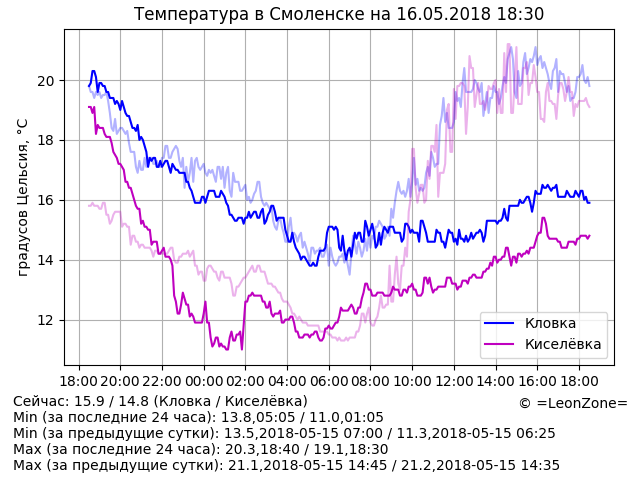 Температура в Смоленске на 16.05.2018 18:30
градусов Цельсия, °C
20
18
16
14
12
18:00 20:00 22:00 00:00 02:00 04:00 06:00 08:00 10:00 12:00 14:00 16:00 18:00
Кловка
Киселёвка
Сейчас: 15.9 / 14.8 (Кловка / Киселёвка)
© =LeonZone=
Min (за последние 24 часа): 13.8,05:05 / 11.0,01:05
Min (за предыдущие сутки): 13.5,2018-05-15 07:00 / 11.3,2018-05-15 06:25
Max (за последние 24 часа): 20.3,18:40 / 19.1,18:30
Max (за предыдущие сутки): 21.1,2018-05-15 14:45 / 21.2,2018-05-15 14:35